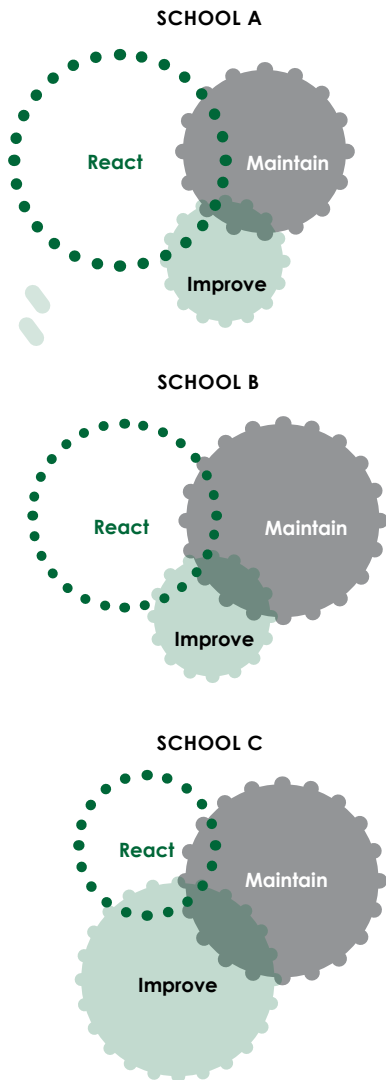 SCHOOL A
React
Maintain
Improve
SCHOOL B
React
Maintain
Improve
SCHOOL C
React
Maintain
Improve